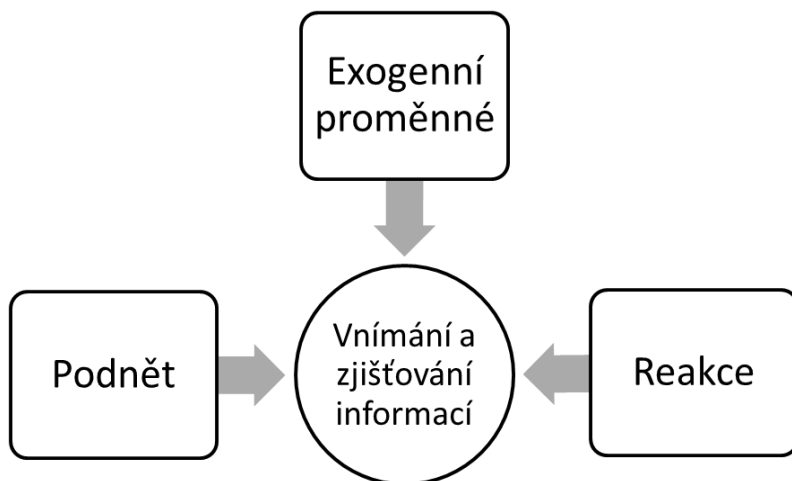 Exogenní
proměnné
Podnět
Vnímání a
zjišťování
informací
Reakce